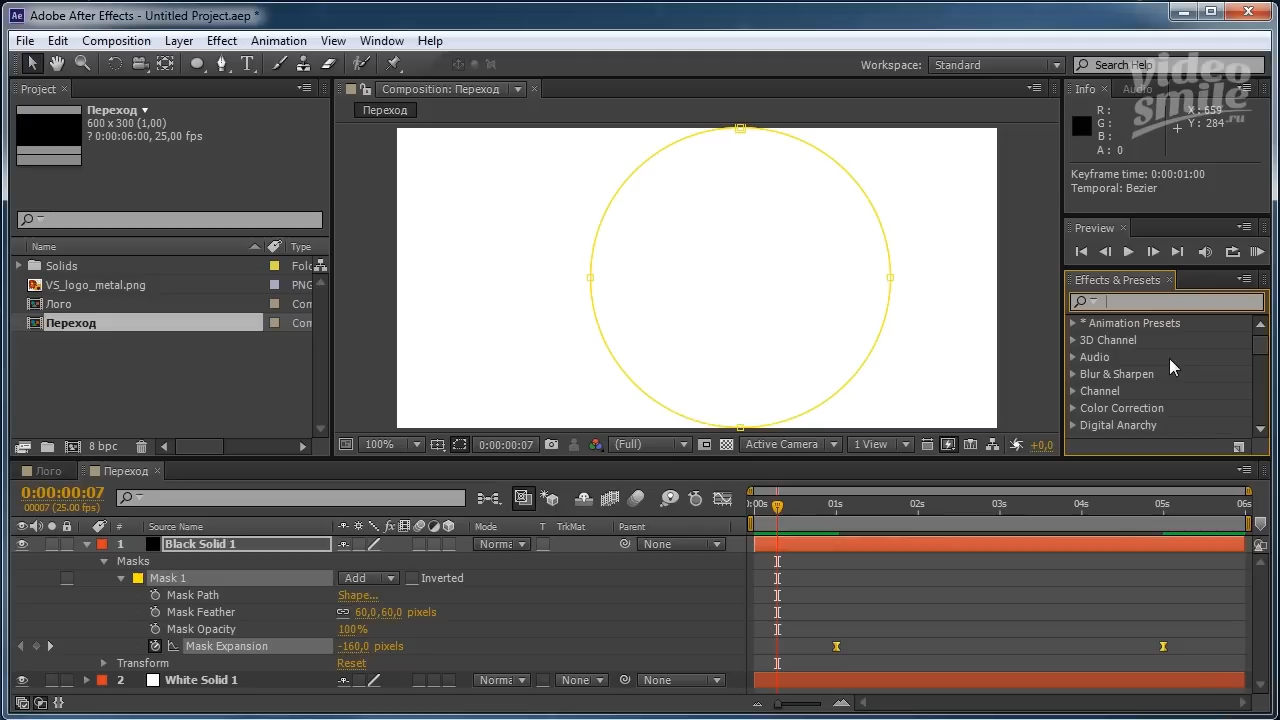 Adobe After Effects - Untitled Project.aep *
File Edit Composition Layer Effect Animation View Window Help
Workspace: Standard
Search Help
video
smile
.ru
Project
Переход
600 x 300 (1,00)
? 0:00:06:00, 25,00 fps
Name Type
Solids Fold
VS_logo_metal.png PNG
Лого Com
Переход Com
8 bpc
Composition: Переход
Переход
100% 0:00:00:07 (Full) Active Camera 1 View +0,0
Info Audio
R :
G :
B :
A : 0
X : 659
Y : 284
Keyframe time: 0:00:01:00
Temporal: Bezier
Preview
Effects & Presets
* Animation Presets
3D Channel
Audio
Blur & Sharpen
Channel
Color Correction
Digital Anarchy
Лого Переход
0:00:00:07
00007 (25.00 fps)
:00s 01s 02s 03s 04s 05s 06s
# Source Name Mode T TrkMat Parent
1 Black Solid 1 Norma None
Masks
Mask 1 Add Inverted
Mask Path Shape...
Mask Feather 60,0,60,0 pixels
Mask Opacity 100%
Mask Expansion -160,0 pixels
Transform Reset
2 White Solid 1 Norma None None